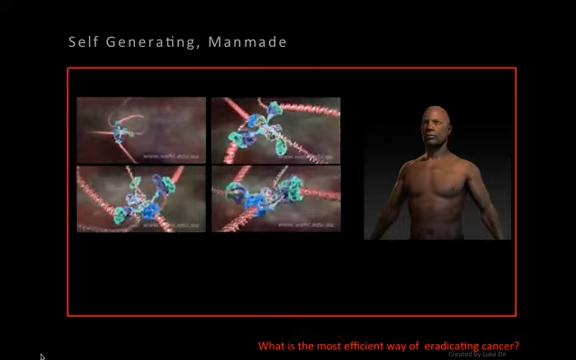 Self Generating, Manmade
www.wehi.edu.au
www.wehi.edu.au
www.wehi.edu.au
www.wehi.edu.au
What is the most efficient way of eradicating cancer?
Created by Luke